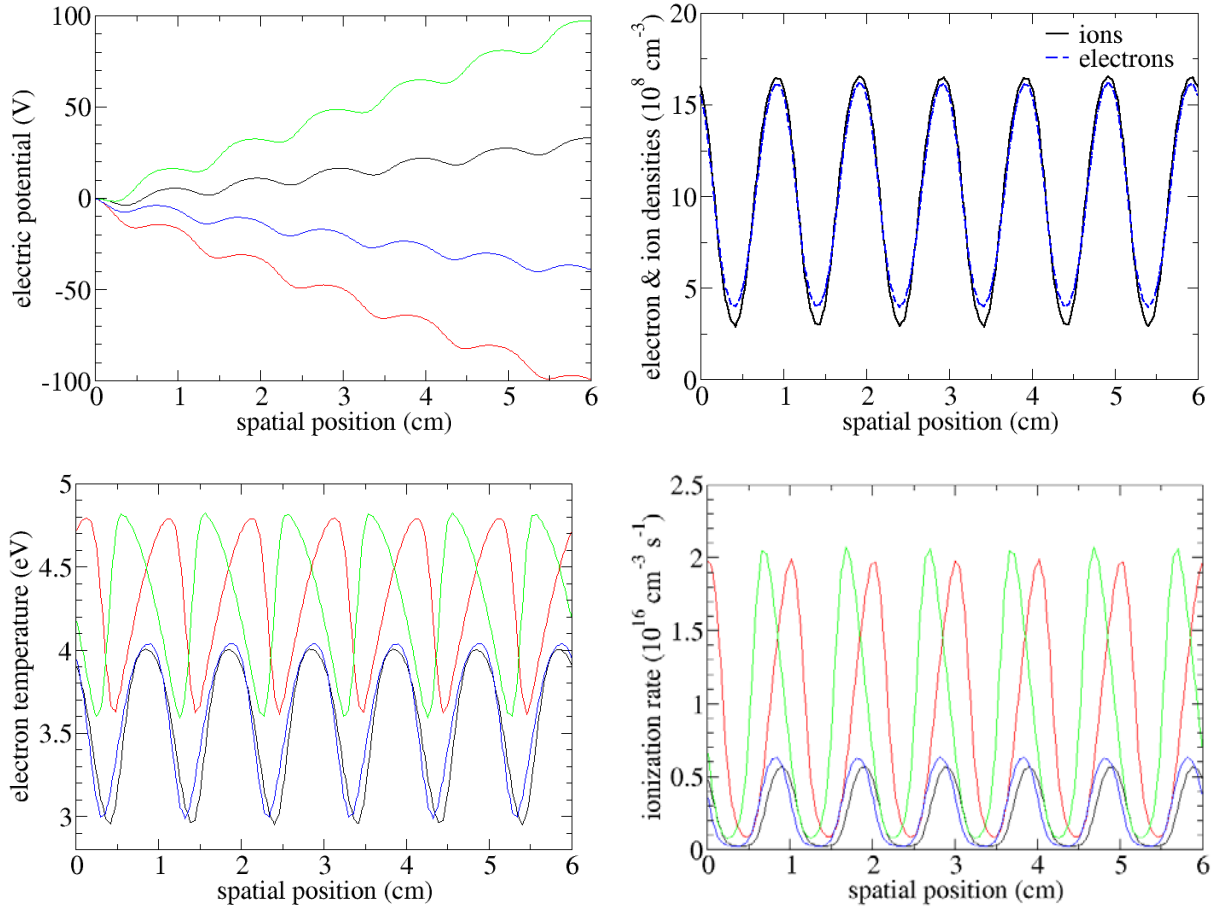 100
50
0
-50
-100
electric potential (V)
0 1 2 3 4 5 6
spatial position (cm)
20
15
10
5
0
electron & ion densities (10⁸ cm⁻³)
ions
electrons
0 1 2 3 4 5 6
spatial position (cm)
5
4.5
4
3.5
3
electron temperature (eV)
0 1 2 3 4 5 6
spatial position (cm)
2.5
2
1.5
1
0.5
0
ionization rate (10¹⁶ cm⁻³ s⁻¹)
0 1 2 3 4 5 6
spatial position (cm)